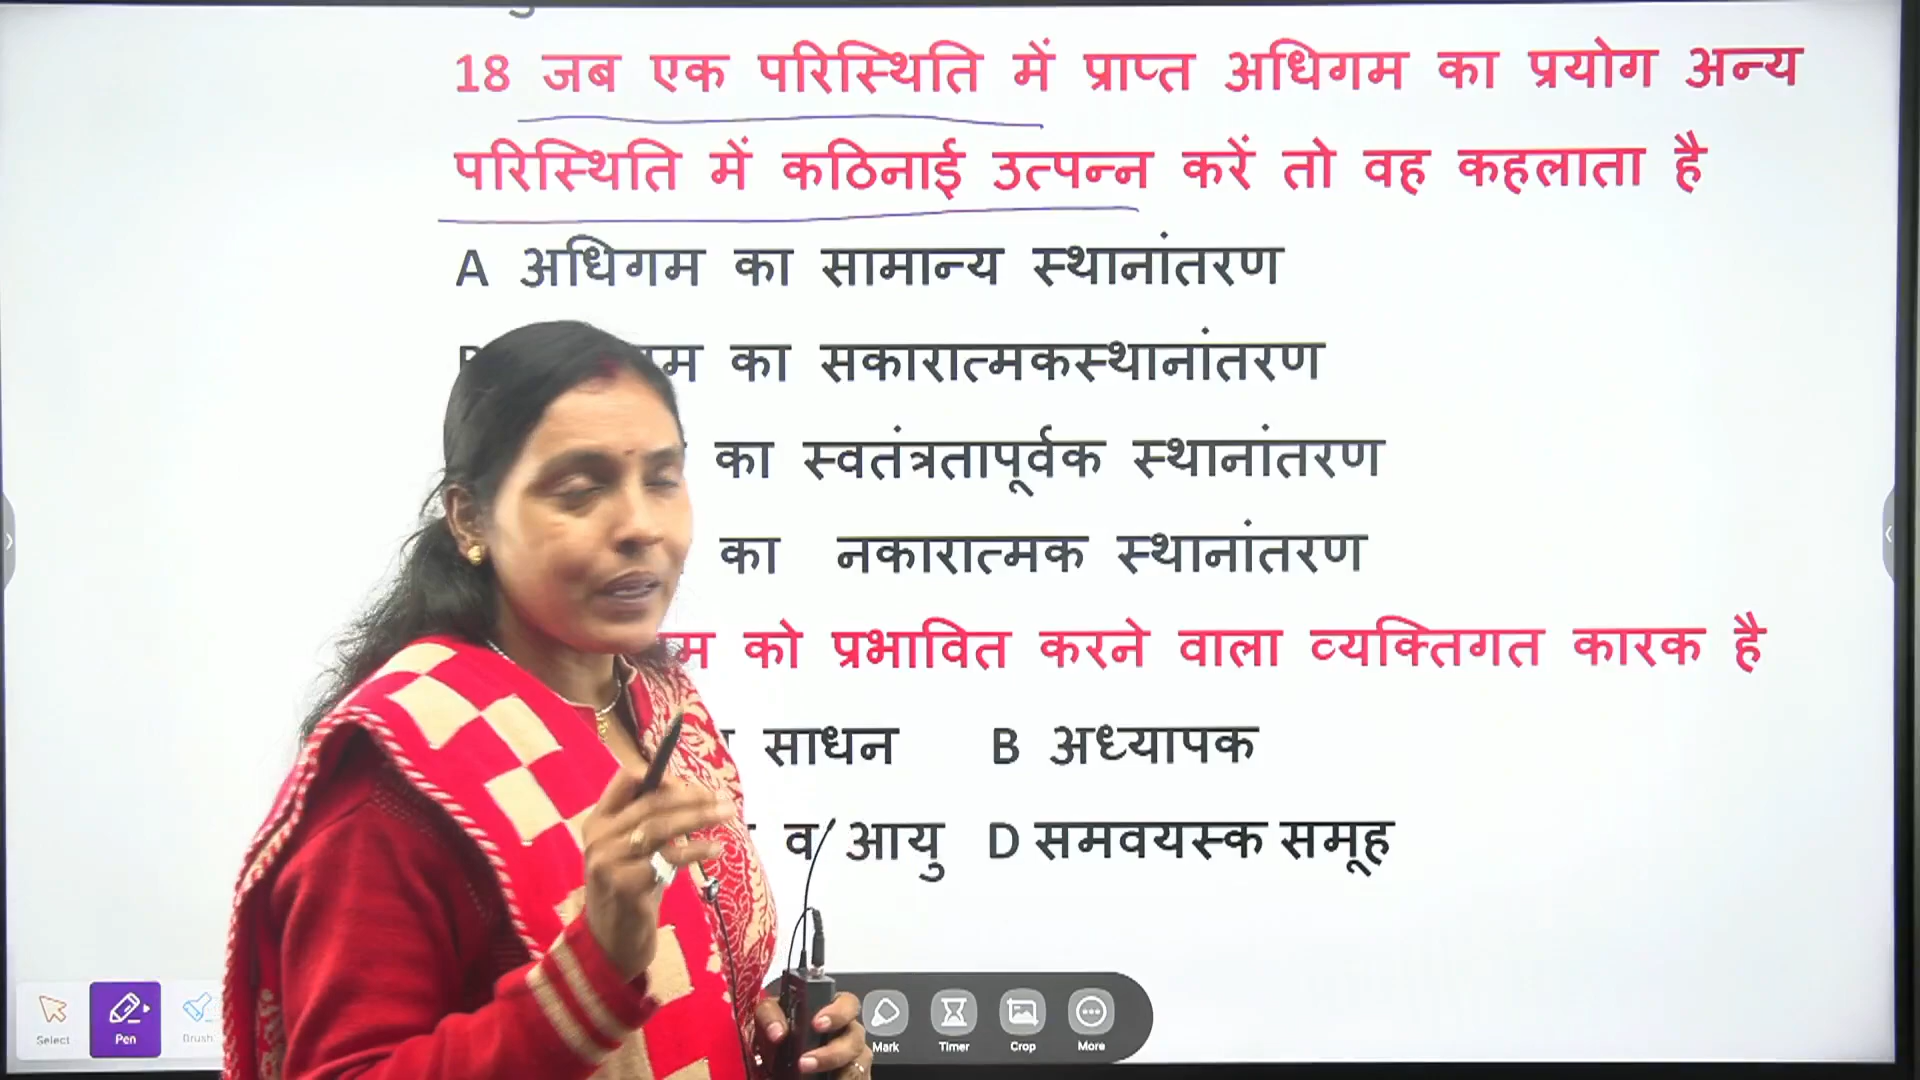 18 जब एक परिस्थिति में प्राप्त अधिगम का प्रयोग अन्य
परिस्थिति में कठिनाई उत्पन्न करें तो वह कहलाता है
A अधिगम का सामान्य स्थानांतरण
का सकारात्मकस्थानांतरण
का स्वतंत्रतापूर्वक स्थानांतरण
का नकारात्मक स्थानांतरण
को प्रभावित करने वाला व्यक्तिगत कारक है
साधन B अध्यापक
व आयु D समवयस्क समूह
Select Pen Brush Mark Timer Crop More